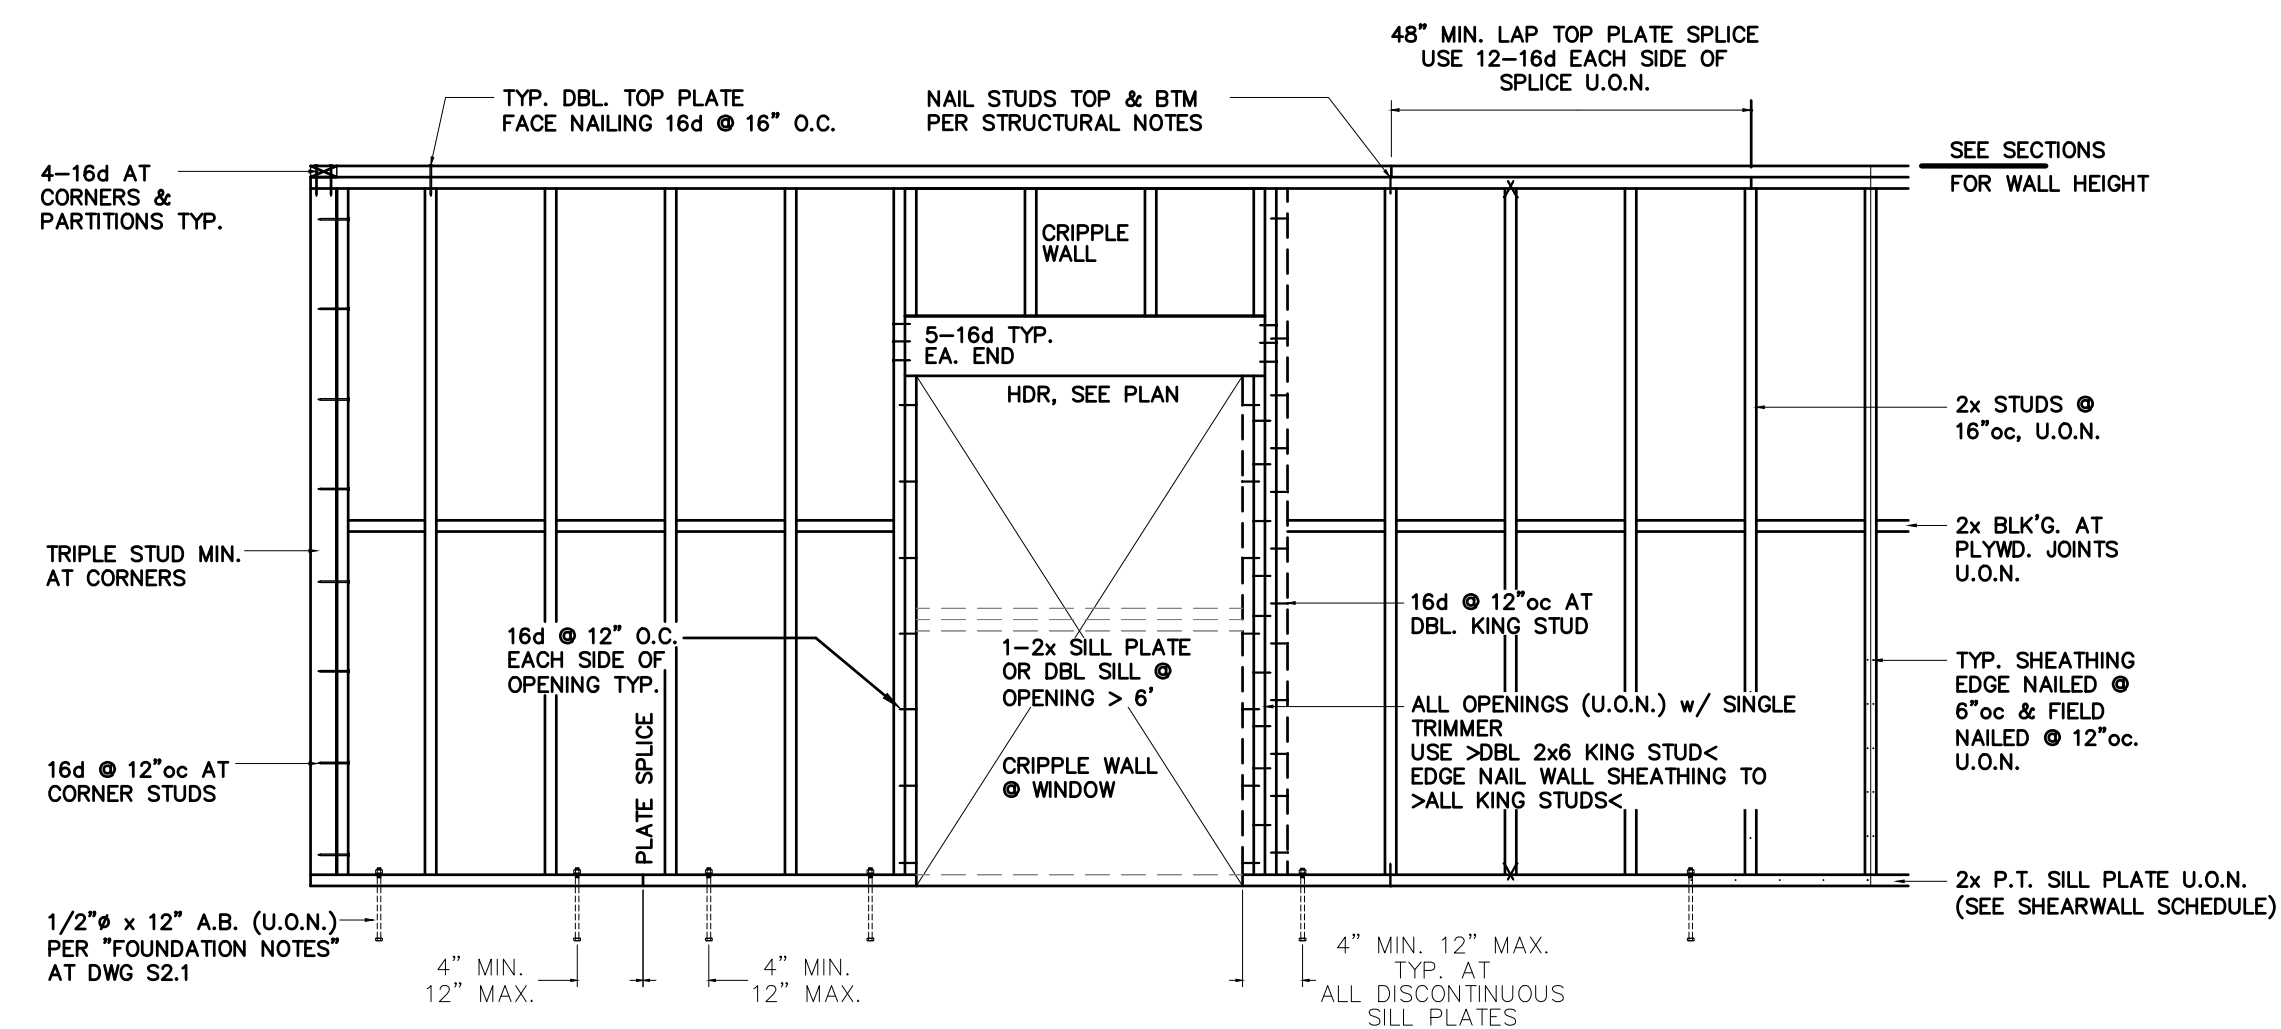 48” MIN. LAP TOP PLATE SPLICE
USE 12–16d EACH SIDE OF
SPLICE U.O.N.
TYP. DBL. TOP PLATE
FACE NAILING 16d @ 16” O.C.
NAIL STUDS TOP & BTM
PER STRUCTURAL NOTES
SEE SECTIONS
FOR WALL HEIGHT
4–16d AT
CORNERS &
PARTITIONS TYP.
CRIPPLE
WALL
5–16d TYP.
EA. END
HDR, SEE PLAN
2x STUDS @
16”oc, U.O.N.
2x BLK'G. AT
PLYWD. JOINTS
U.O.N.
TRIPLE STUD MIN.
AT CORNERS
16d @ 12”oc AT
DBL. KING STUD
16d @ 12” O.C.
EACH SIDE OF
OPENING TYP.
1–2x SILL PLATE
OR DBL SILL @
OPENING > 6'
TYP. SHEATHING
EDGE NAILED @
6”oc & FIELD
NAILED @ 12”oc.
U.O.N.
ALL OPENINGS (U.O.N.) w/ SINGLE
TRIMMER
USE >DBL 2x6 KING STUD<
EDGE NAIL WALL SHEATHING TO
>ALL KING STUDS<
PLATE SPLICE
CRIPPLE WALL
@ WINDOW
16d @ 12”oc AT
CORNER STUDS
2x P.T. SILL PLATE U.O.N.
(SEE SHEARWALL SCHEDULE)
1/2”ø x 12” A.B. (U.O.N.)
PER ”FOUNDATION NOTES”
AT DWG S2.1
4” MIN.
12” MAX.
4” MIN.
12” MAX.
4” MIN. 12” MAX.
TYP. AT
ALL DISCONTINUOUS
SILL PLATES